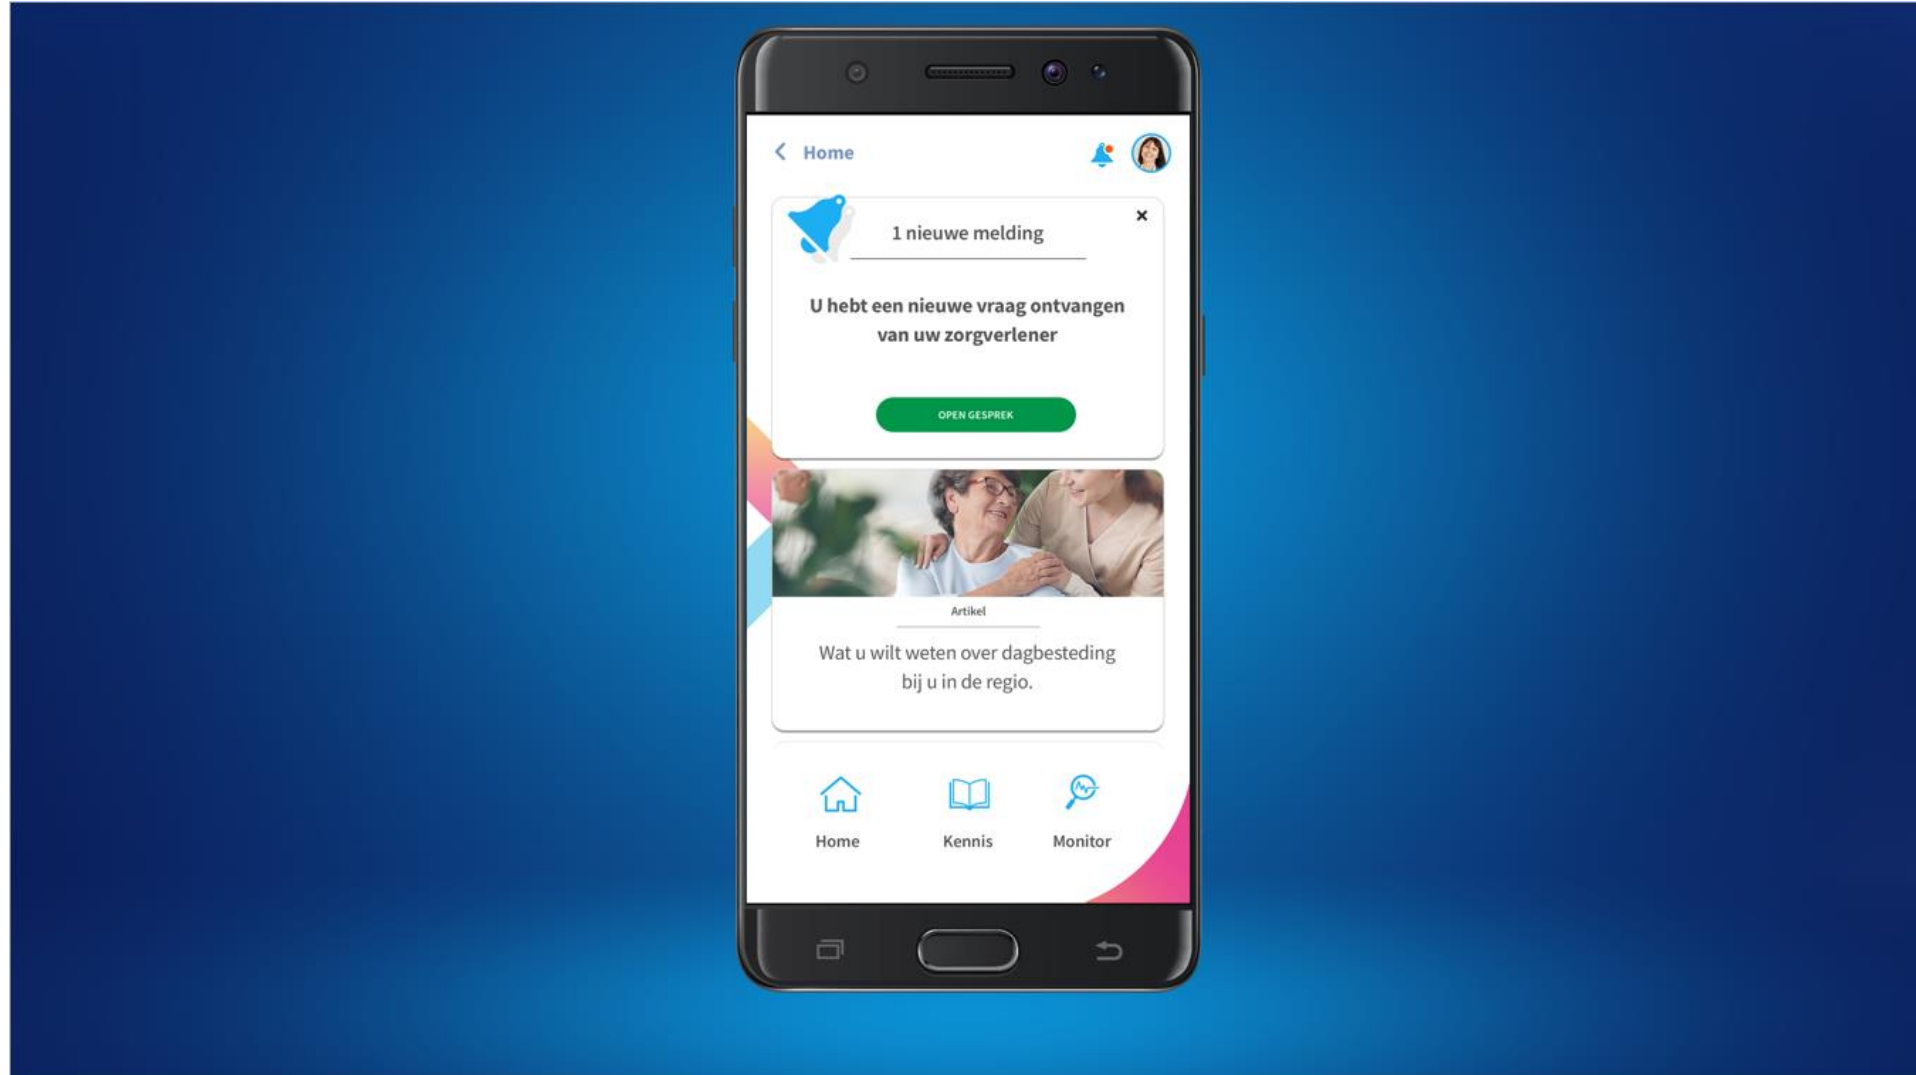 Home
1 nieuwe melding
U hebt een nieuwe vraag ontvangen
van uw zorgverlener
OPEN GESPREK
Artikel
Wat u wilt weten over dagbesteding
bij u in de regio.
Home
Kennis
Monitor